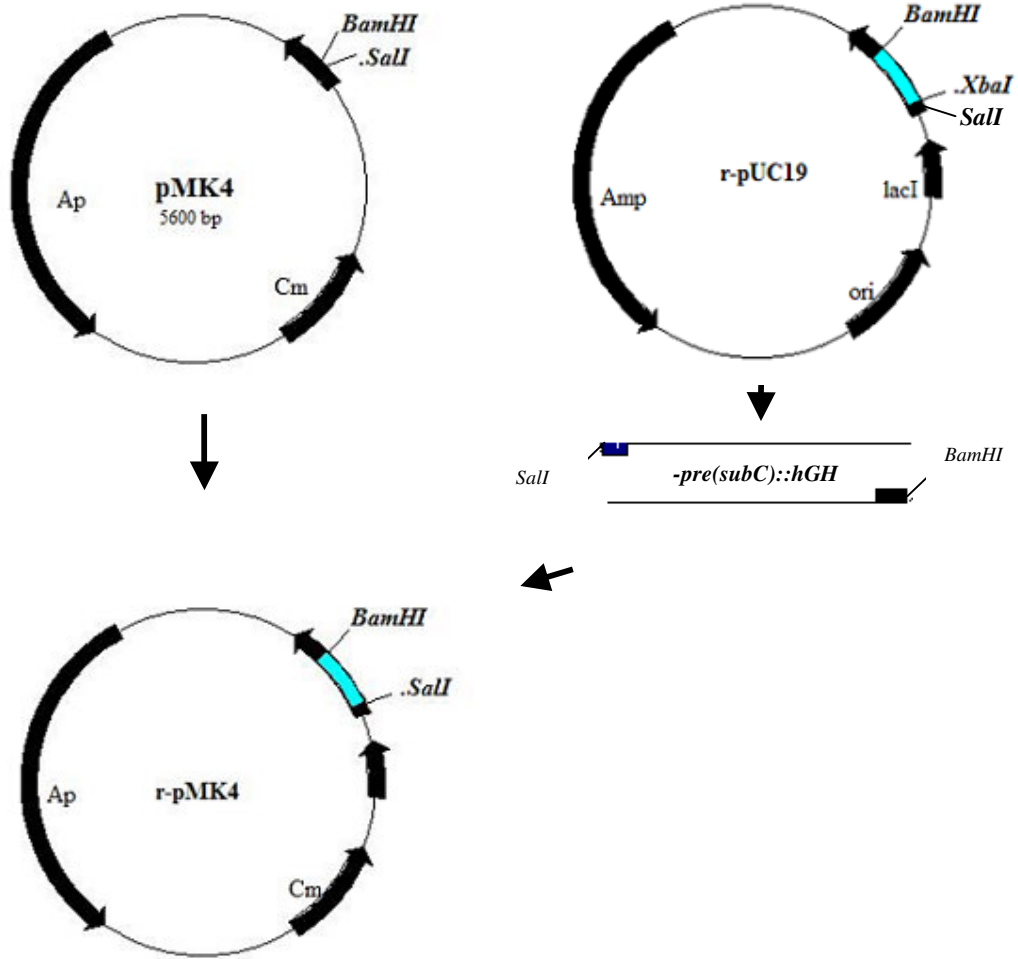 BamHI
.SalI
pMK4
5600 bp
Ap
Cm
BamHI
.XbaI
SalI
r-pUC19
lacI
Amp
ori
SalI
-pre(subC)::hGH
BamHI
BamHI
.SalI
r-pMK4
Ap
Cm